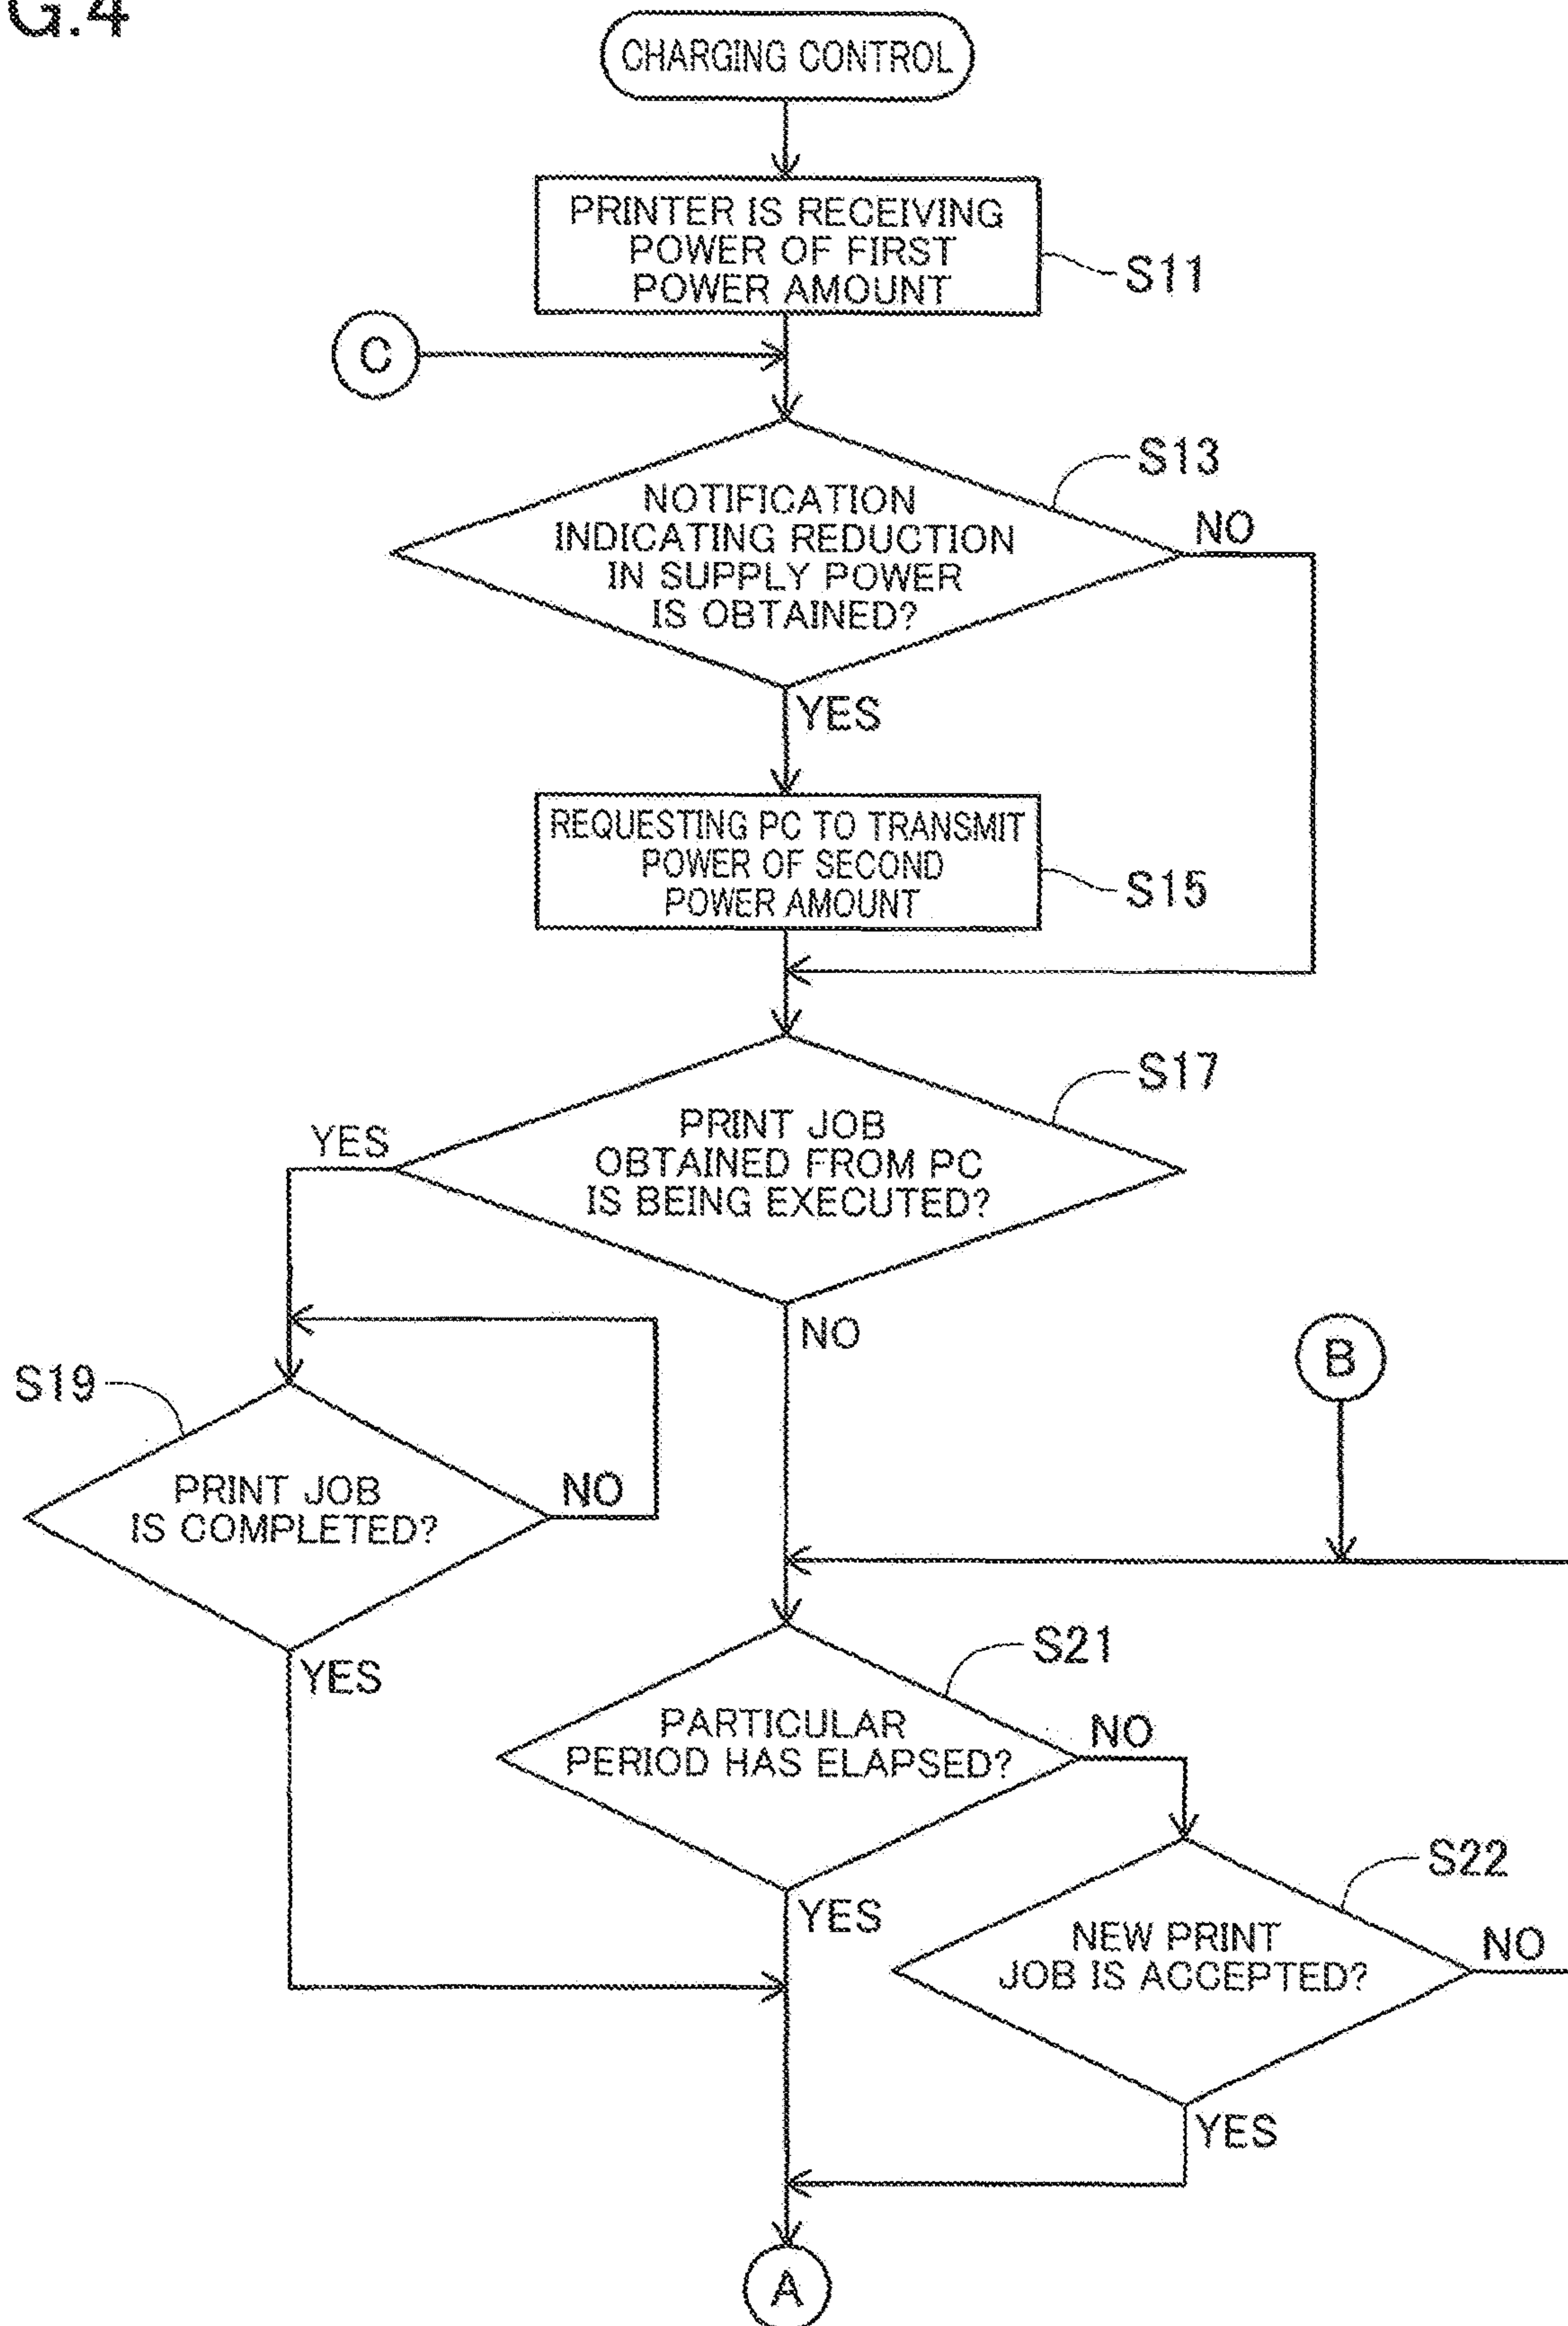 G.4
CHARGING CONTROL
PRINTER IS RECEIVING
POWER OF FIRST
POWER AMOUNT
S11
C
S13
NOTIFICATION
INDICATING REDUCTION
IN SUPPLY POWER
IS OBTAINED?
NO
YES
REQUESTING PC TO TRANSMIT
POWER OF SECOND
POWER AMOUNT
S15
S17
PRINT JOB
OBTAINED FROM PC
IS BEING EXECUTED?
YES
NO
B
S19
PRINT JOB
IS COMPLETED?
NO
YES
S21
PARTICULAR
PERIOD HAS ELAPSED?
NO
YES
S22
NEW PRINT
JOB IS ACCEPTED?
NO
YES
A